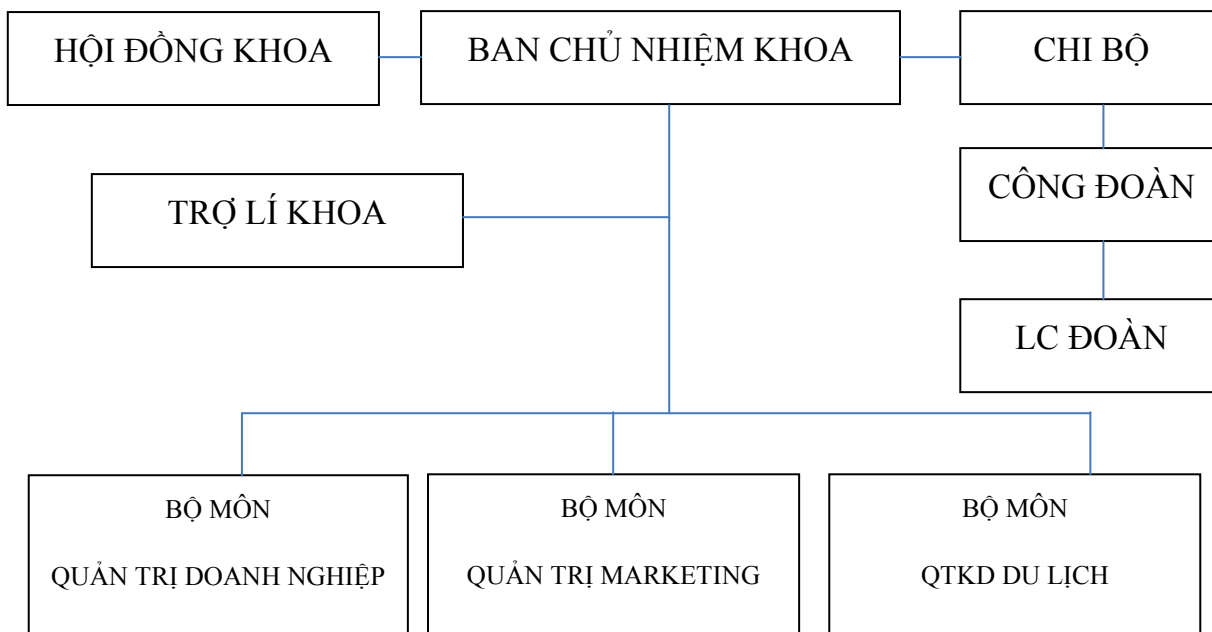 HỘI ĐỒNG KHOA
BAN CHỦ NHIỆM KHOA
CHI BỘ
TRỢ LÍ KHOA
CÔNG ĐOÀN
LC ĐOÀN
BỘ MÔN
QUẢN TRỊ DOANH NGHIỆP
BỘ MÔN
QUẢN TRỊ MARKETING
BỘ MÔN
QTKD DU LỊCH